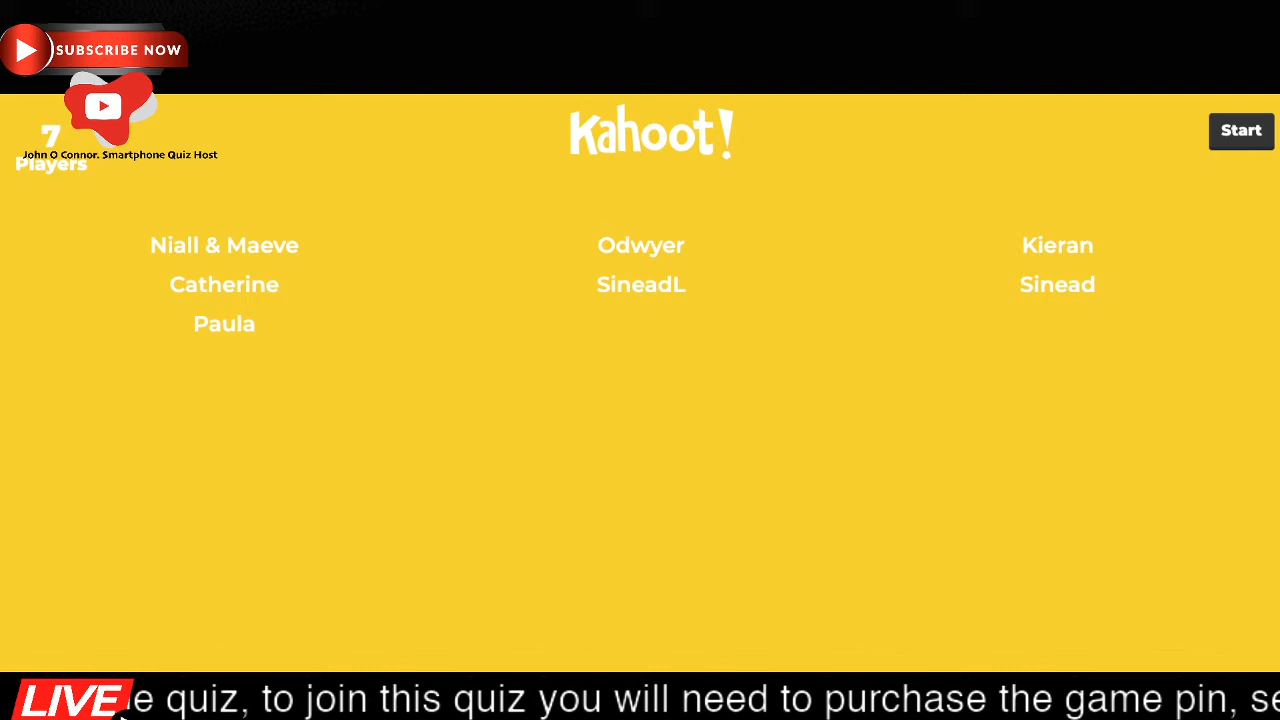 SUBSCRIBE NOW
Kahoot!
7
Players
John O Connor. Smartphone Quiz Host
Start
Niall & Maeve
Odwyer
Kieran
Catherine
SineadL
Sinead
Paula
LIVE
quiz, to join this quiz you will need to purchase the game pin,